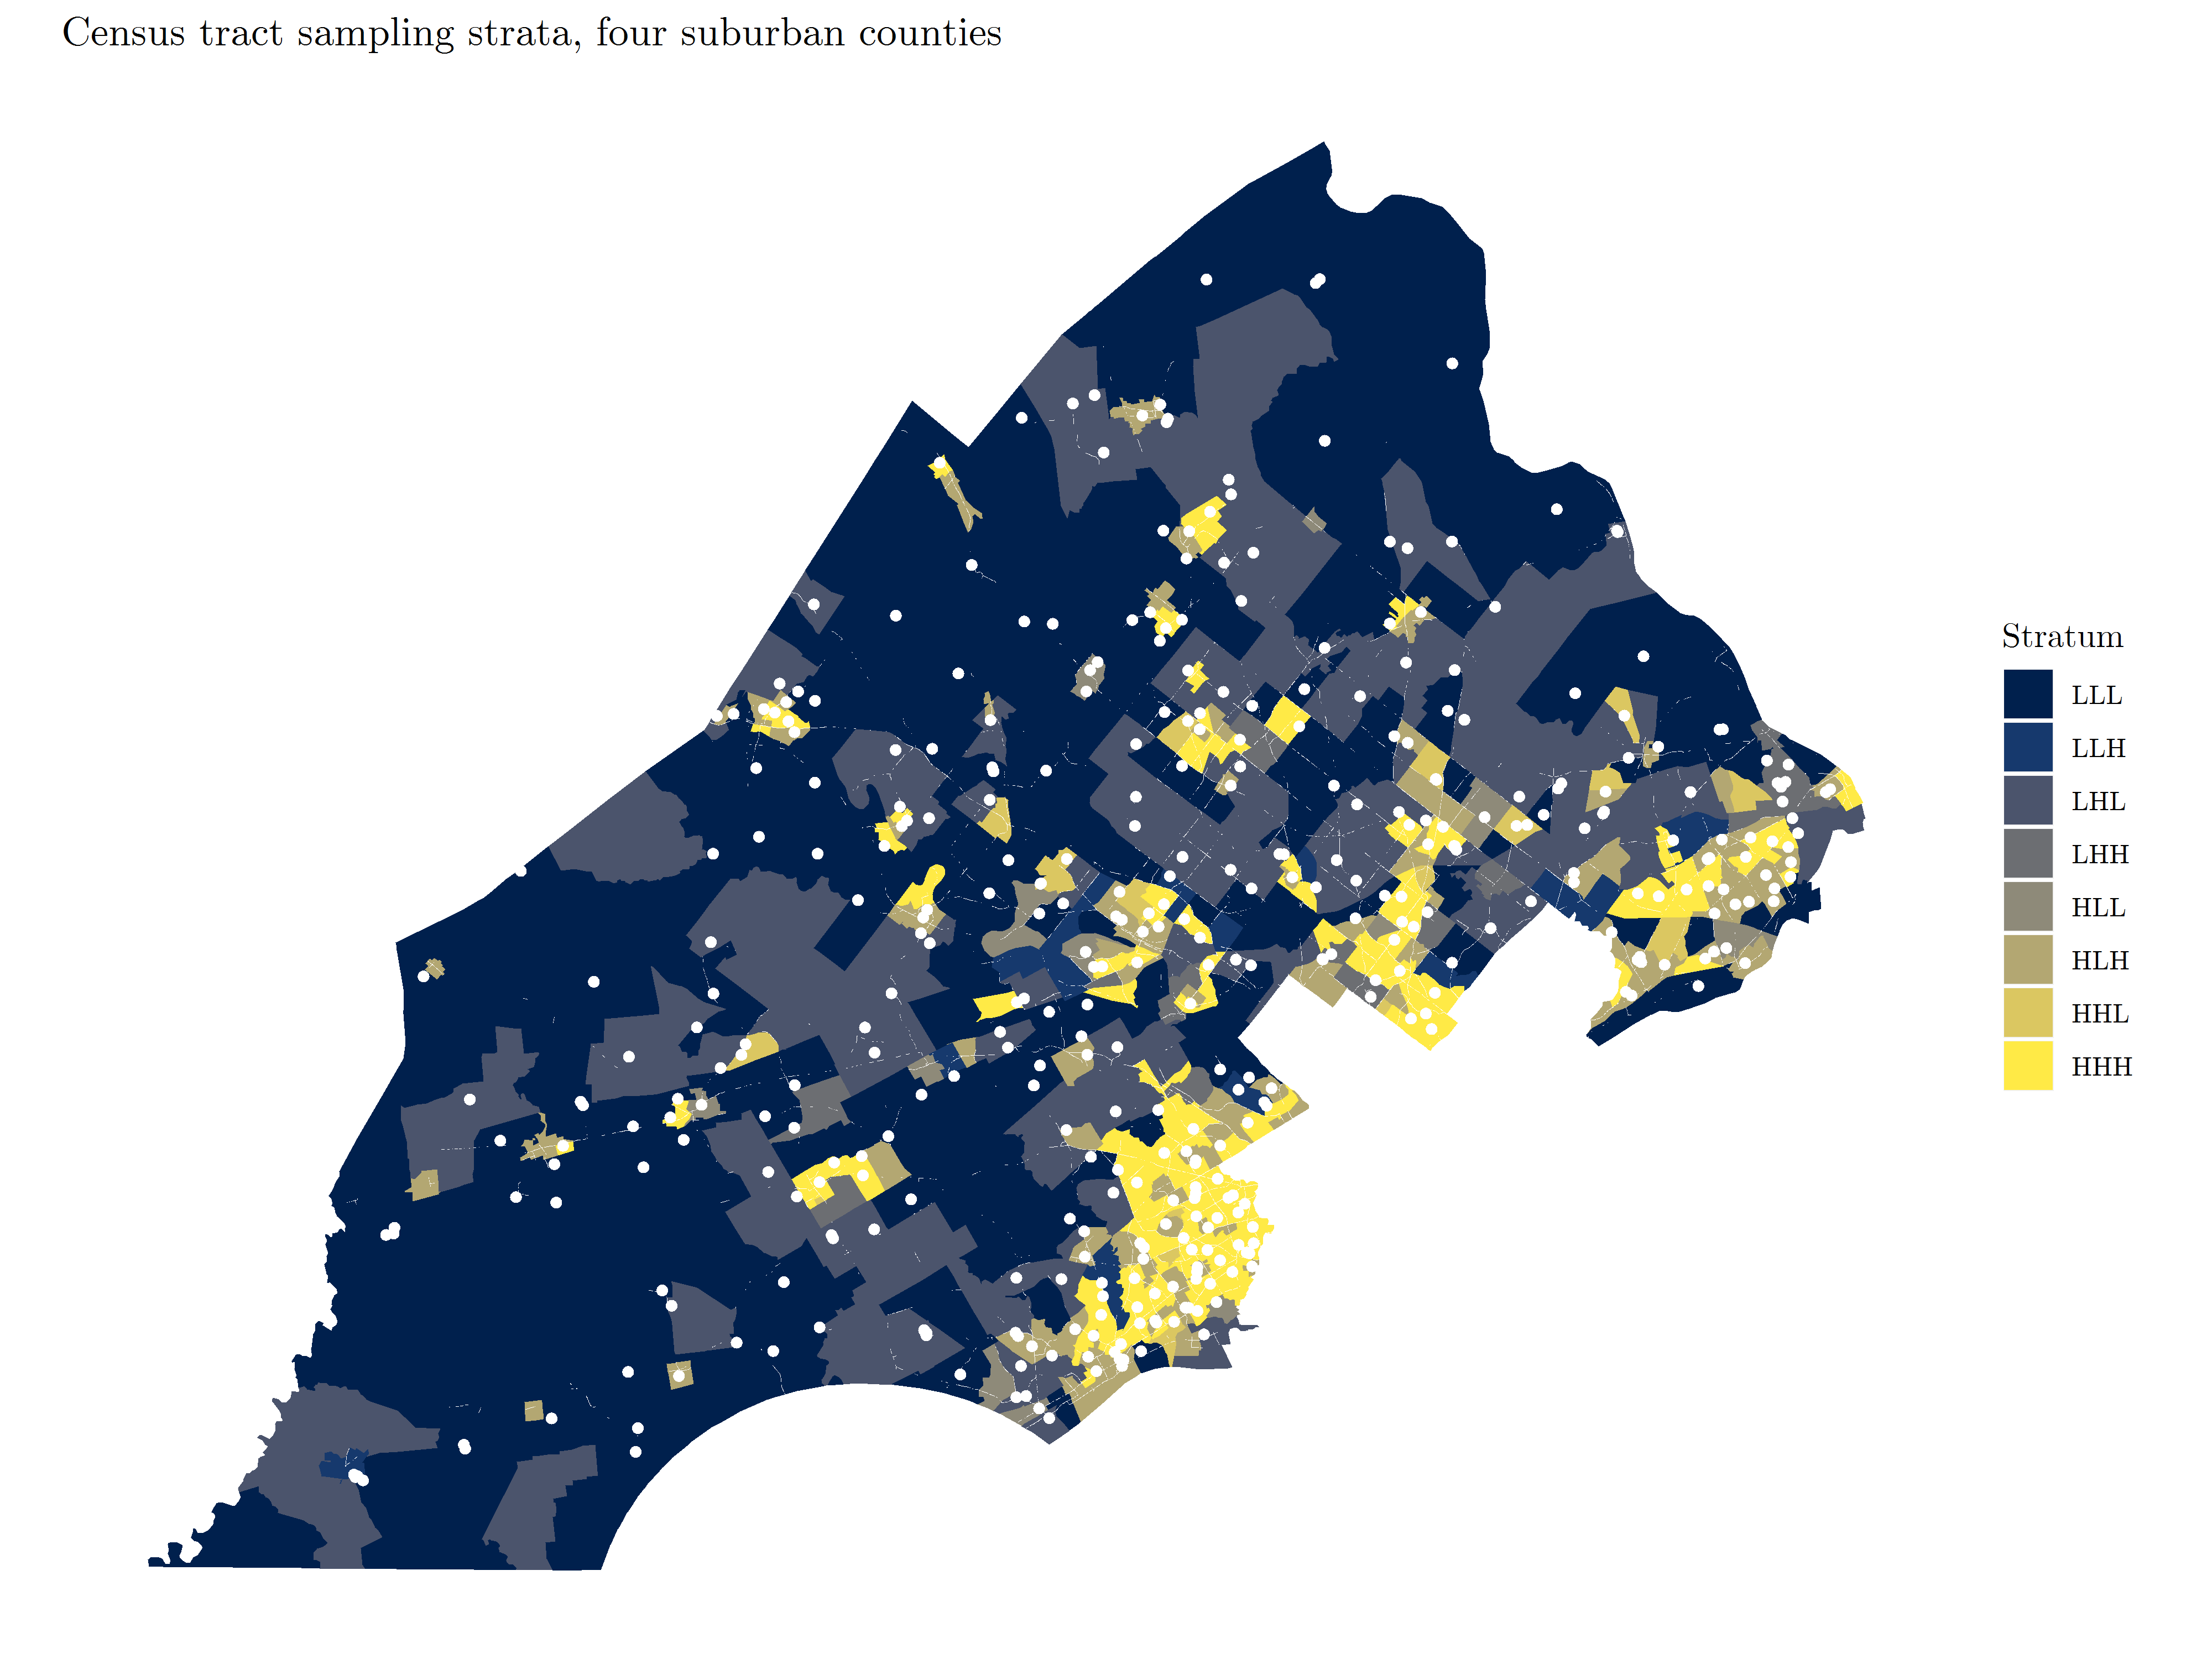 Census tract sampling strata, four suburban counties
Stratum
LLL
LLH
LHL
LHH
HLL
HLH
HHL
HHH